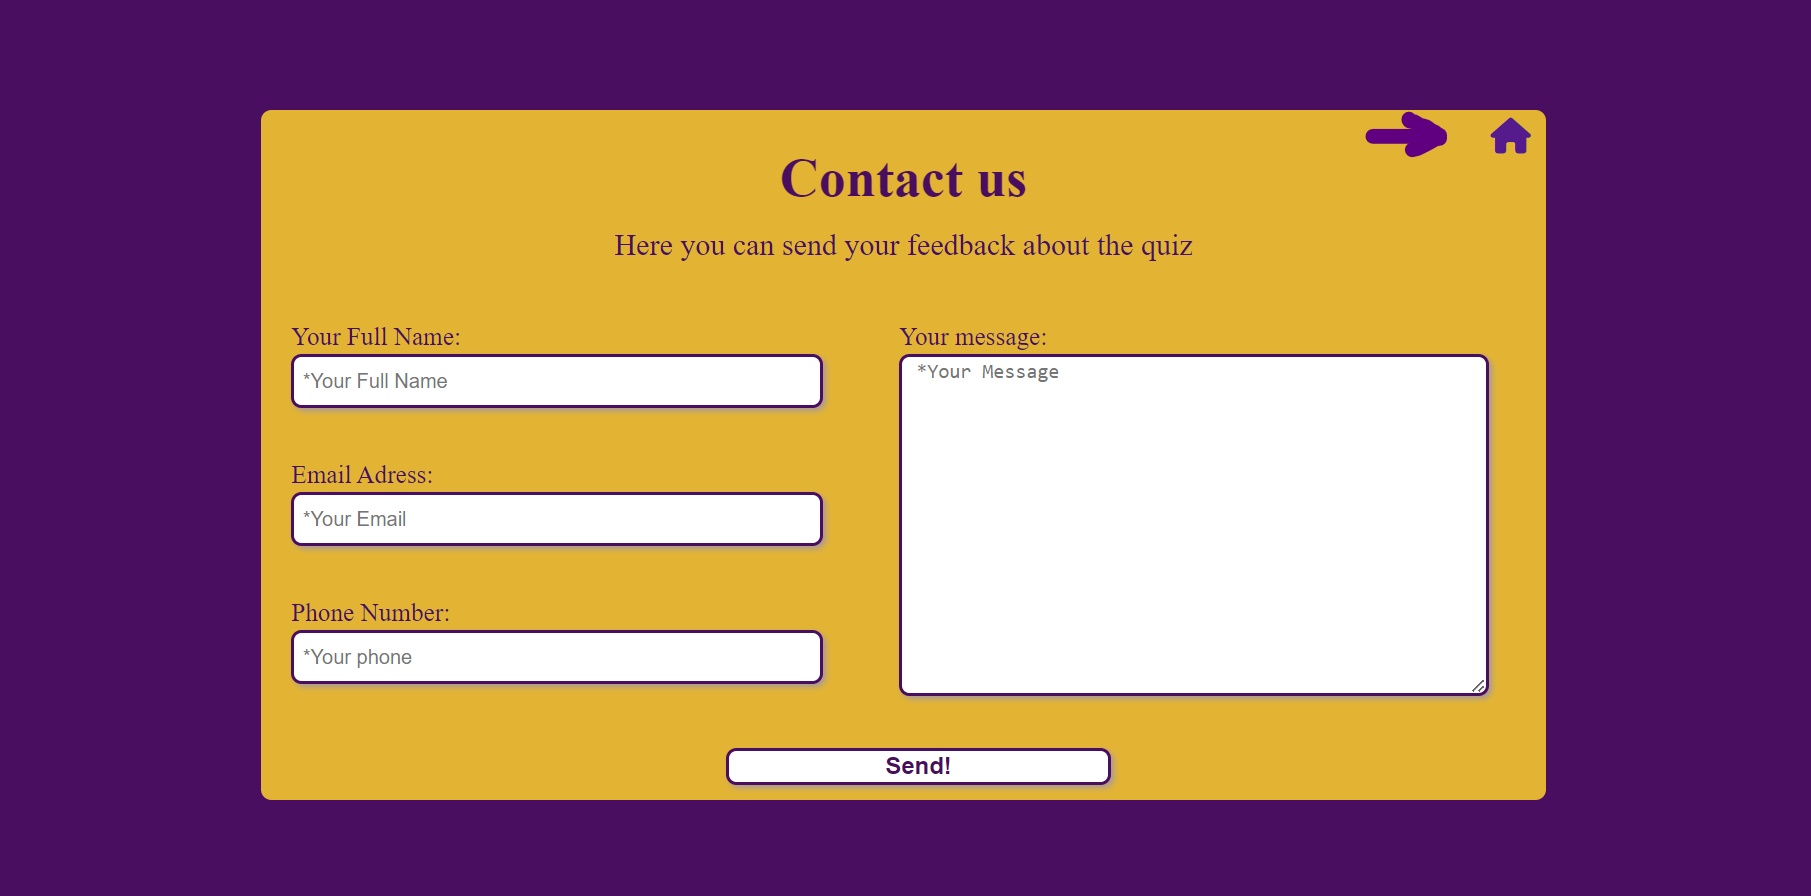 Contact us
Here you can send your feedback about the quiz
Your Full Name:
*Your Full Name
Email Adress:
*Your Email
Phone Number:
*Your phone
Your message:
*Your Message
Send!